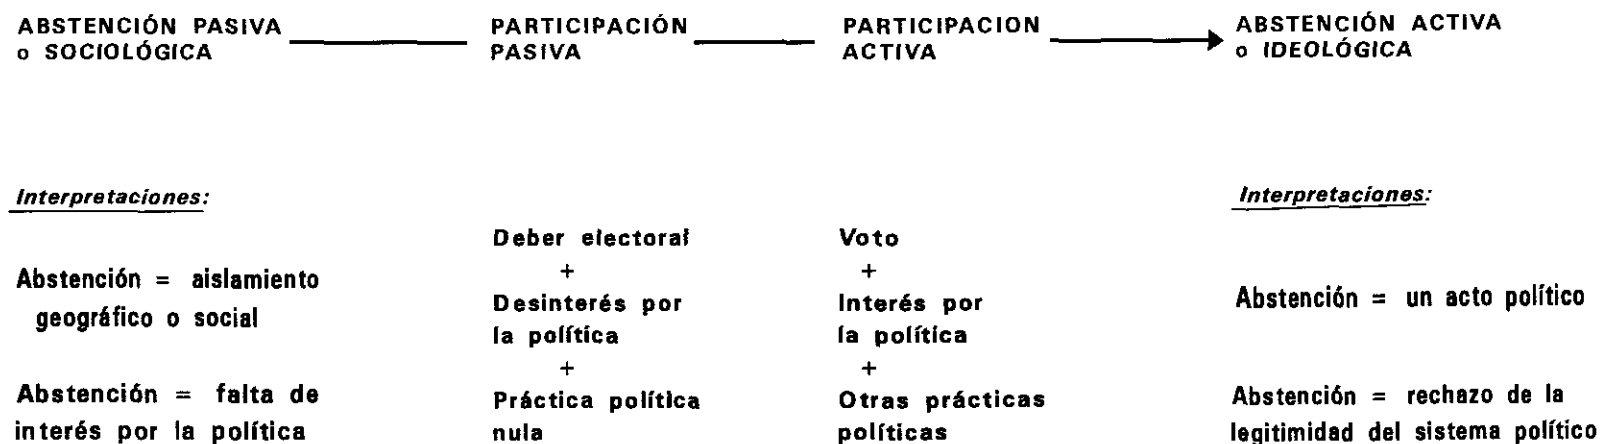 ABSTENCIÓN PASIVA
o SOCIOLÓGICA
PARTICIPACIÓN
PASIVA
PARTICIPACION
ACTIVA
ABSTENCIÓN ACTIVA
o IDEOLÓGICA
Interpretaciones:
Abstención = aislamiento
geográfico o social
Abstención = falta de
interés por la política
Deber electoral
+
Desinterés por
la política
+
Práctica política
nula
Voto
+
Interés por
la política
+
Otras prácticas
políticas
Interpretaciones:
Abstención = un acto político
Abstención = rechazo de la
legitimidad del sistema político